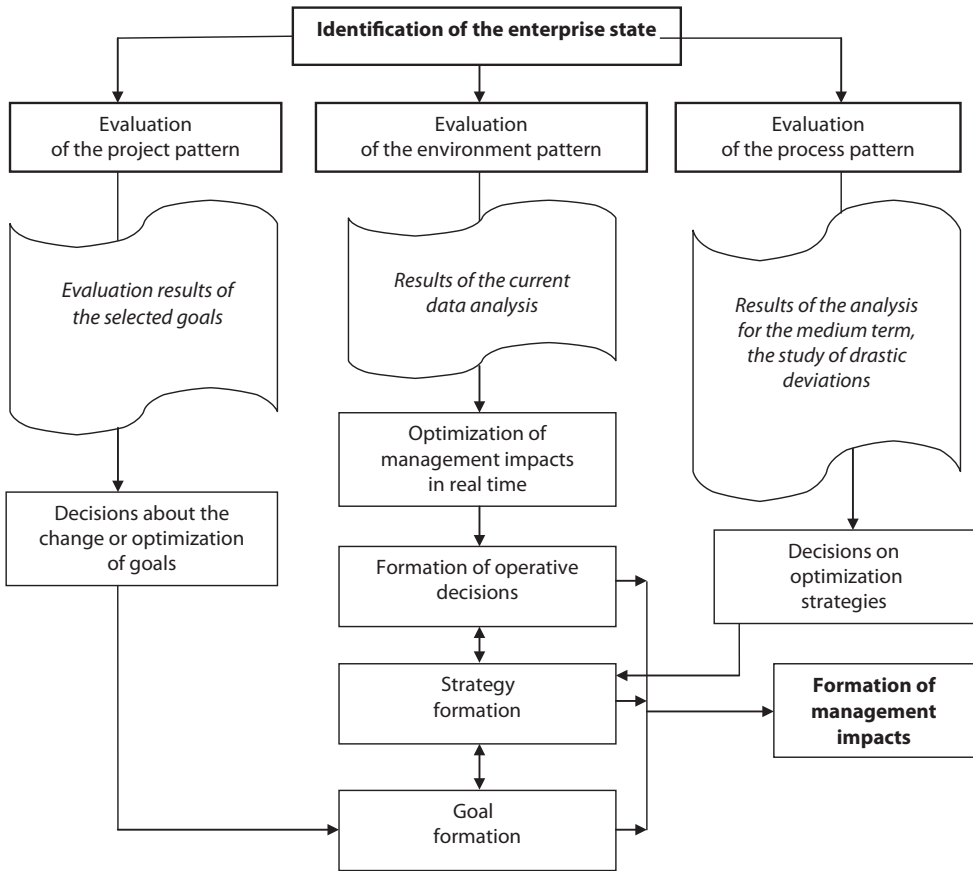 Identification of the enterprise state
Evaluation
of the project pattern
Evaluation
of the environment pattern
Evaluation
of the process pattern
Evaluation results of
the selected goals
Results of the current
data analysis
Results of the analysis
for the medium term,
the study of drastic
deviations
Optimization of
management impacts
in real time
Decisions about the
change or optimization
of goals
Formation of operative
decisions
Decisions on
optimization
strategies
Strategy
formation
Formation of
management
impacts
Goal
formation